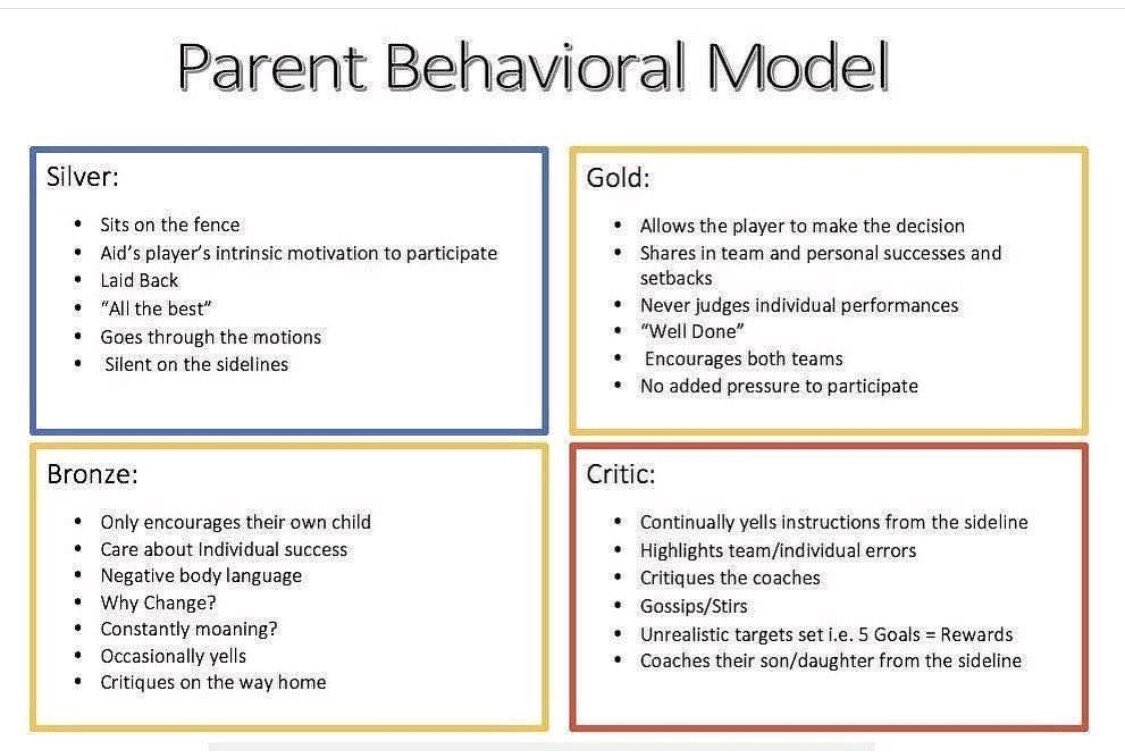 Parent Behavioral Model
Silver:
• Sits on the fence
• Aid's player's intrinsic motivation to participate
• Laid Back
• "All the best"
• Goes through the motions
• Silent on the sidelines
Gold:
• Allows the player to make the decision
• Shares in team and personal successes and
setbacks
• Never judges individual performances
• "Well Done"
• Encourages both teams
• No added pressure to participate
Bronze:
• Only encourages their own child
• Care about Individual success
• Negative body language
• Why Change?
• Constantly moaning?
• Occasionally yells
• Critiques on the way home
Critic:
• Continually yells instructions from the sideline
• Highlights team/individual errors
• Critiques the coaches
• Gossips/Stirs
• Unrealistic targets set i.e. 5 Goals = Rewards
• Coaches their son/daughter from the sideline